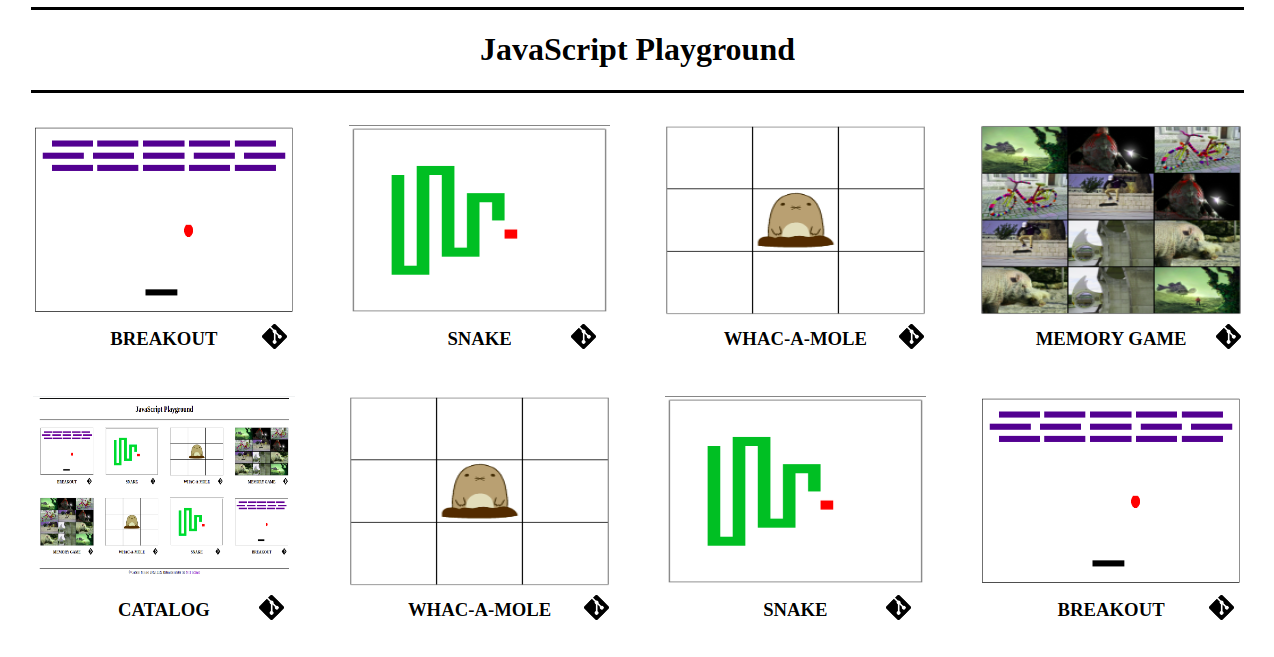 JavaScript Playground
BREAKOUT
SNAKE
WHAC-A-MOLE
MEMORY GAME
JavaScript Playground
BREAKOUT
SNAKE
WHAC-A-MOLE
MEMORY GAME
MEMORY GAME
WHAC-A-MOLE
SNAKE
BREAKOUT
CATALOG
WHAC-A-MOLE
SNAKE
BREAKOUT